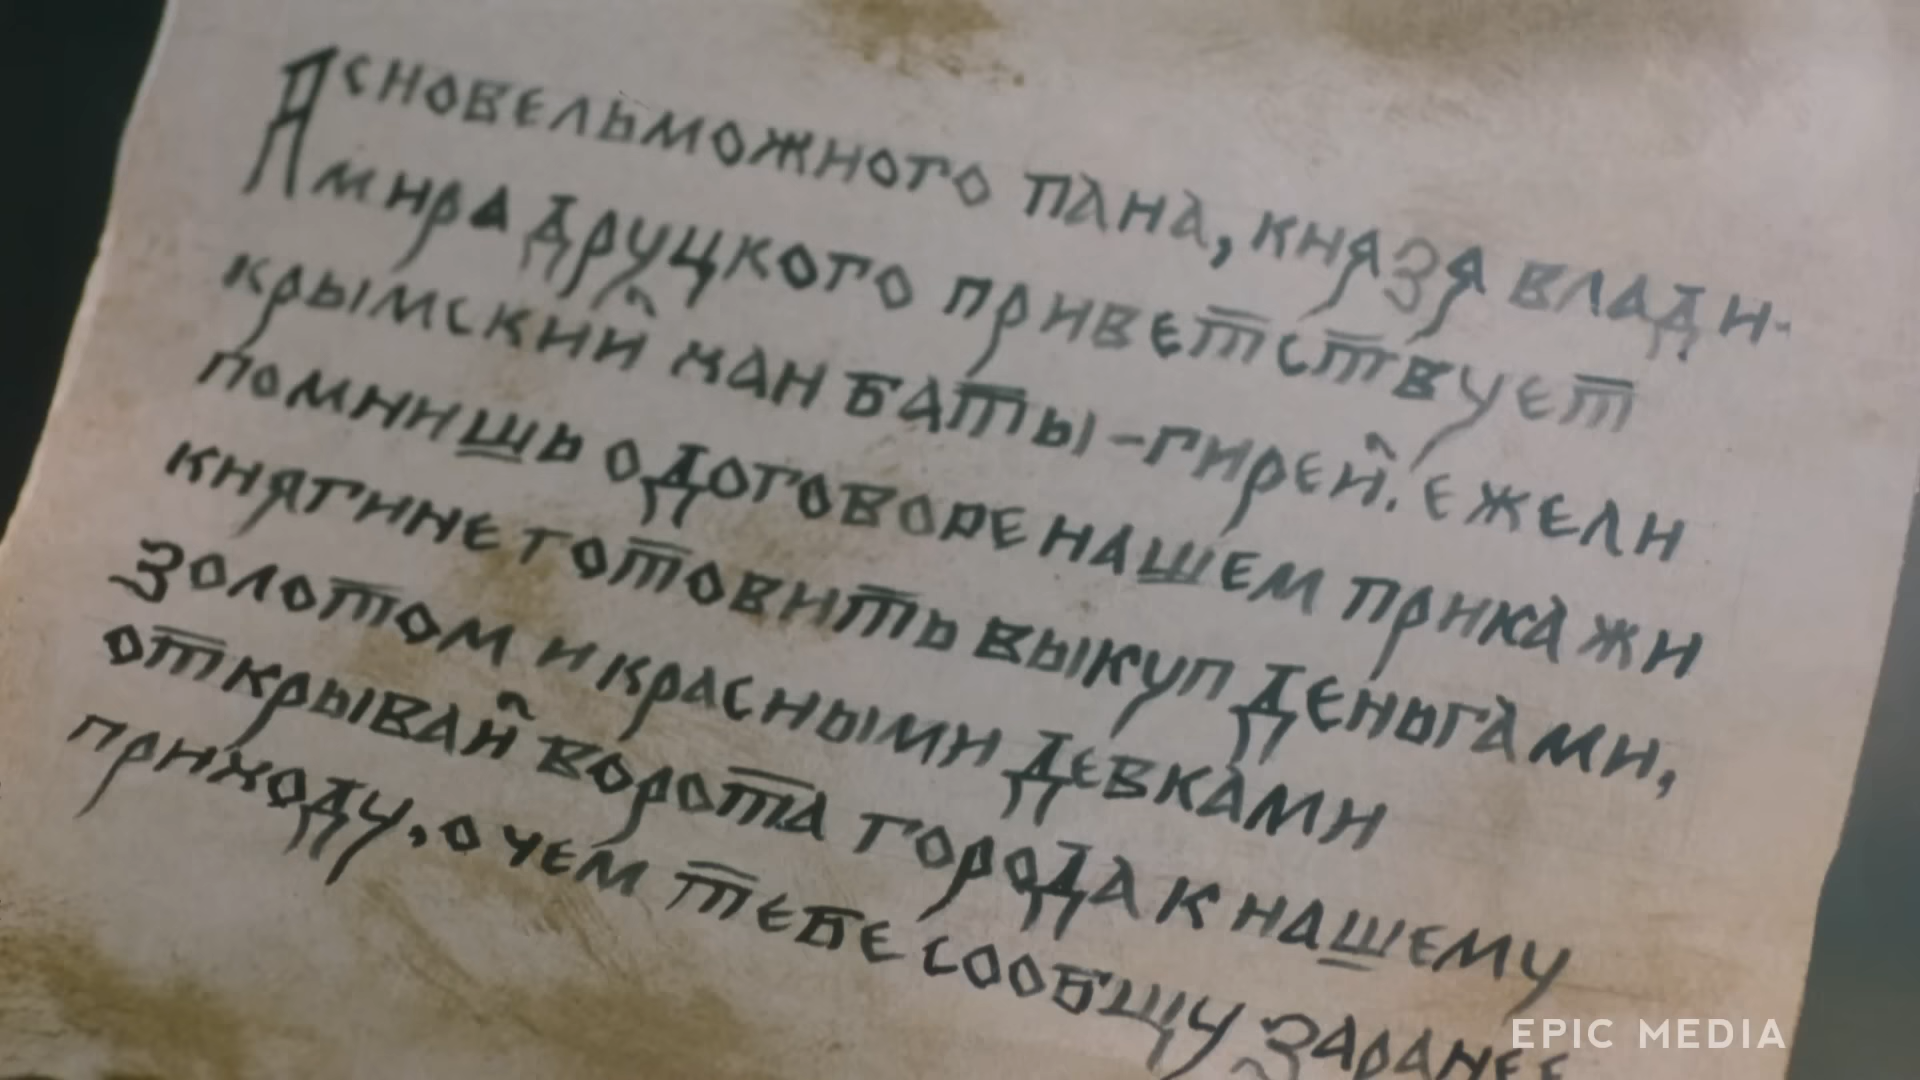 Ясновельможного пана, князя Влади-
мира Друцкого приветствует
крымский хан Баты-Гирей. Ежели
помнишь о договоре нашем прикажи
княгине готовить выкуп деньгами,
золотом и красными девками
открывай ворота города к нашему
приходу, о чем тебе сообщу заранее
EPIC MEDIA